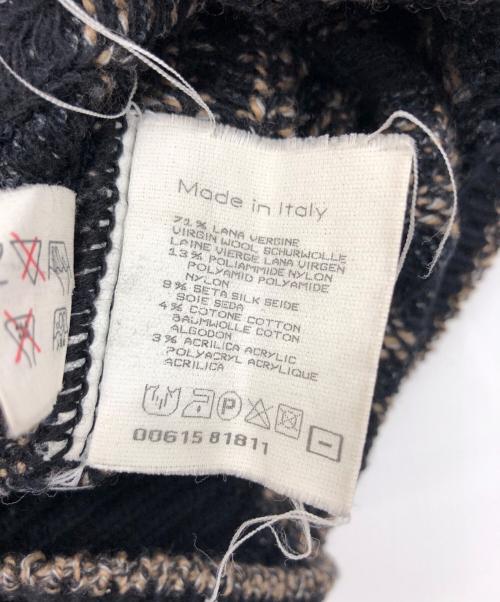 Made in Italy
71% LANA VERGINE
VIRGIN WOOL SCHURWOLLE
LAINE VIERGE LANA VIRGEN
13% POLIAMMIDE NYLON
POLYAMID POLYAMIDE
NYLON
9% SETA SILK SEIDE
SOIE SEDA
4% COTONE COTTON
BAUMWOLLE COTON
ALGODON
3% ACRILICA ACRYLIC
POLYACRYL ACRYLIQUE
ACRILICA
P
00615 81811